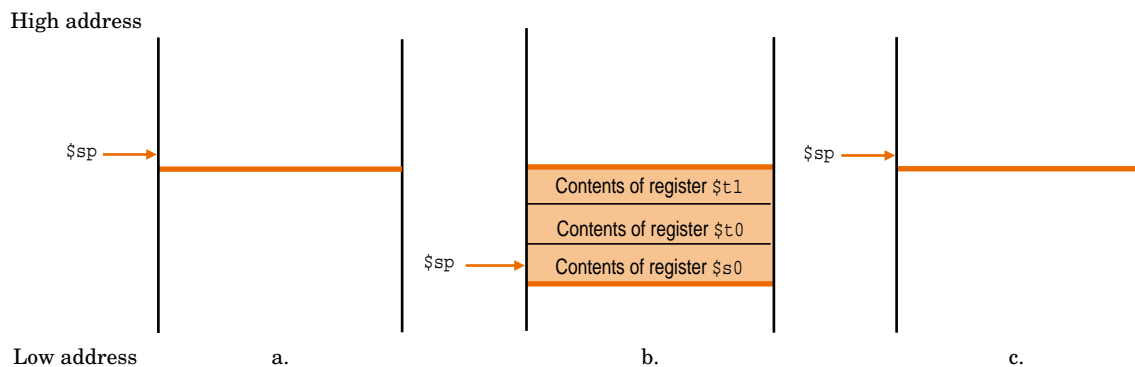 High address
$sp
$sp
Contents of register $t1
Contents of register $t0
$sp
Contents of register $s0
Low address
a.
b.
c.